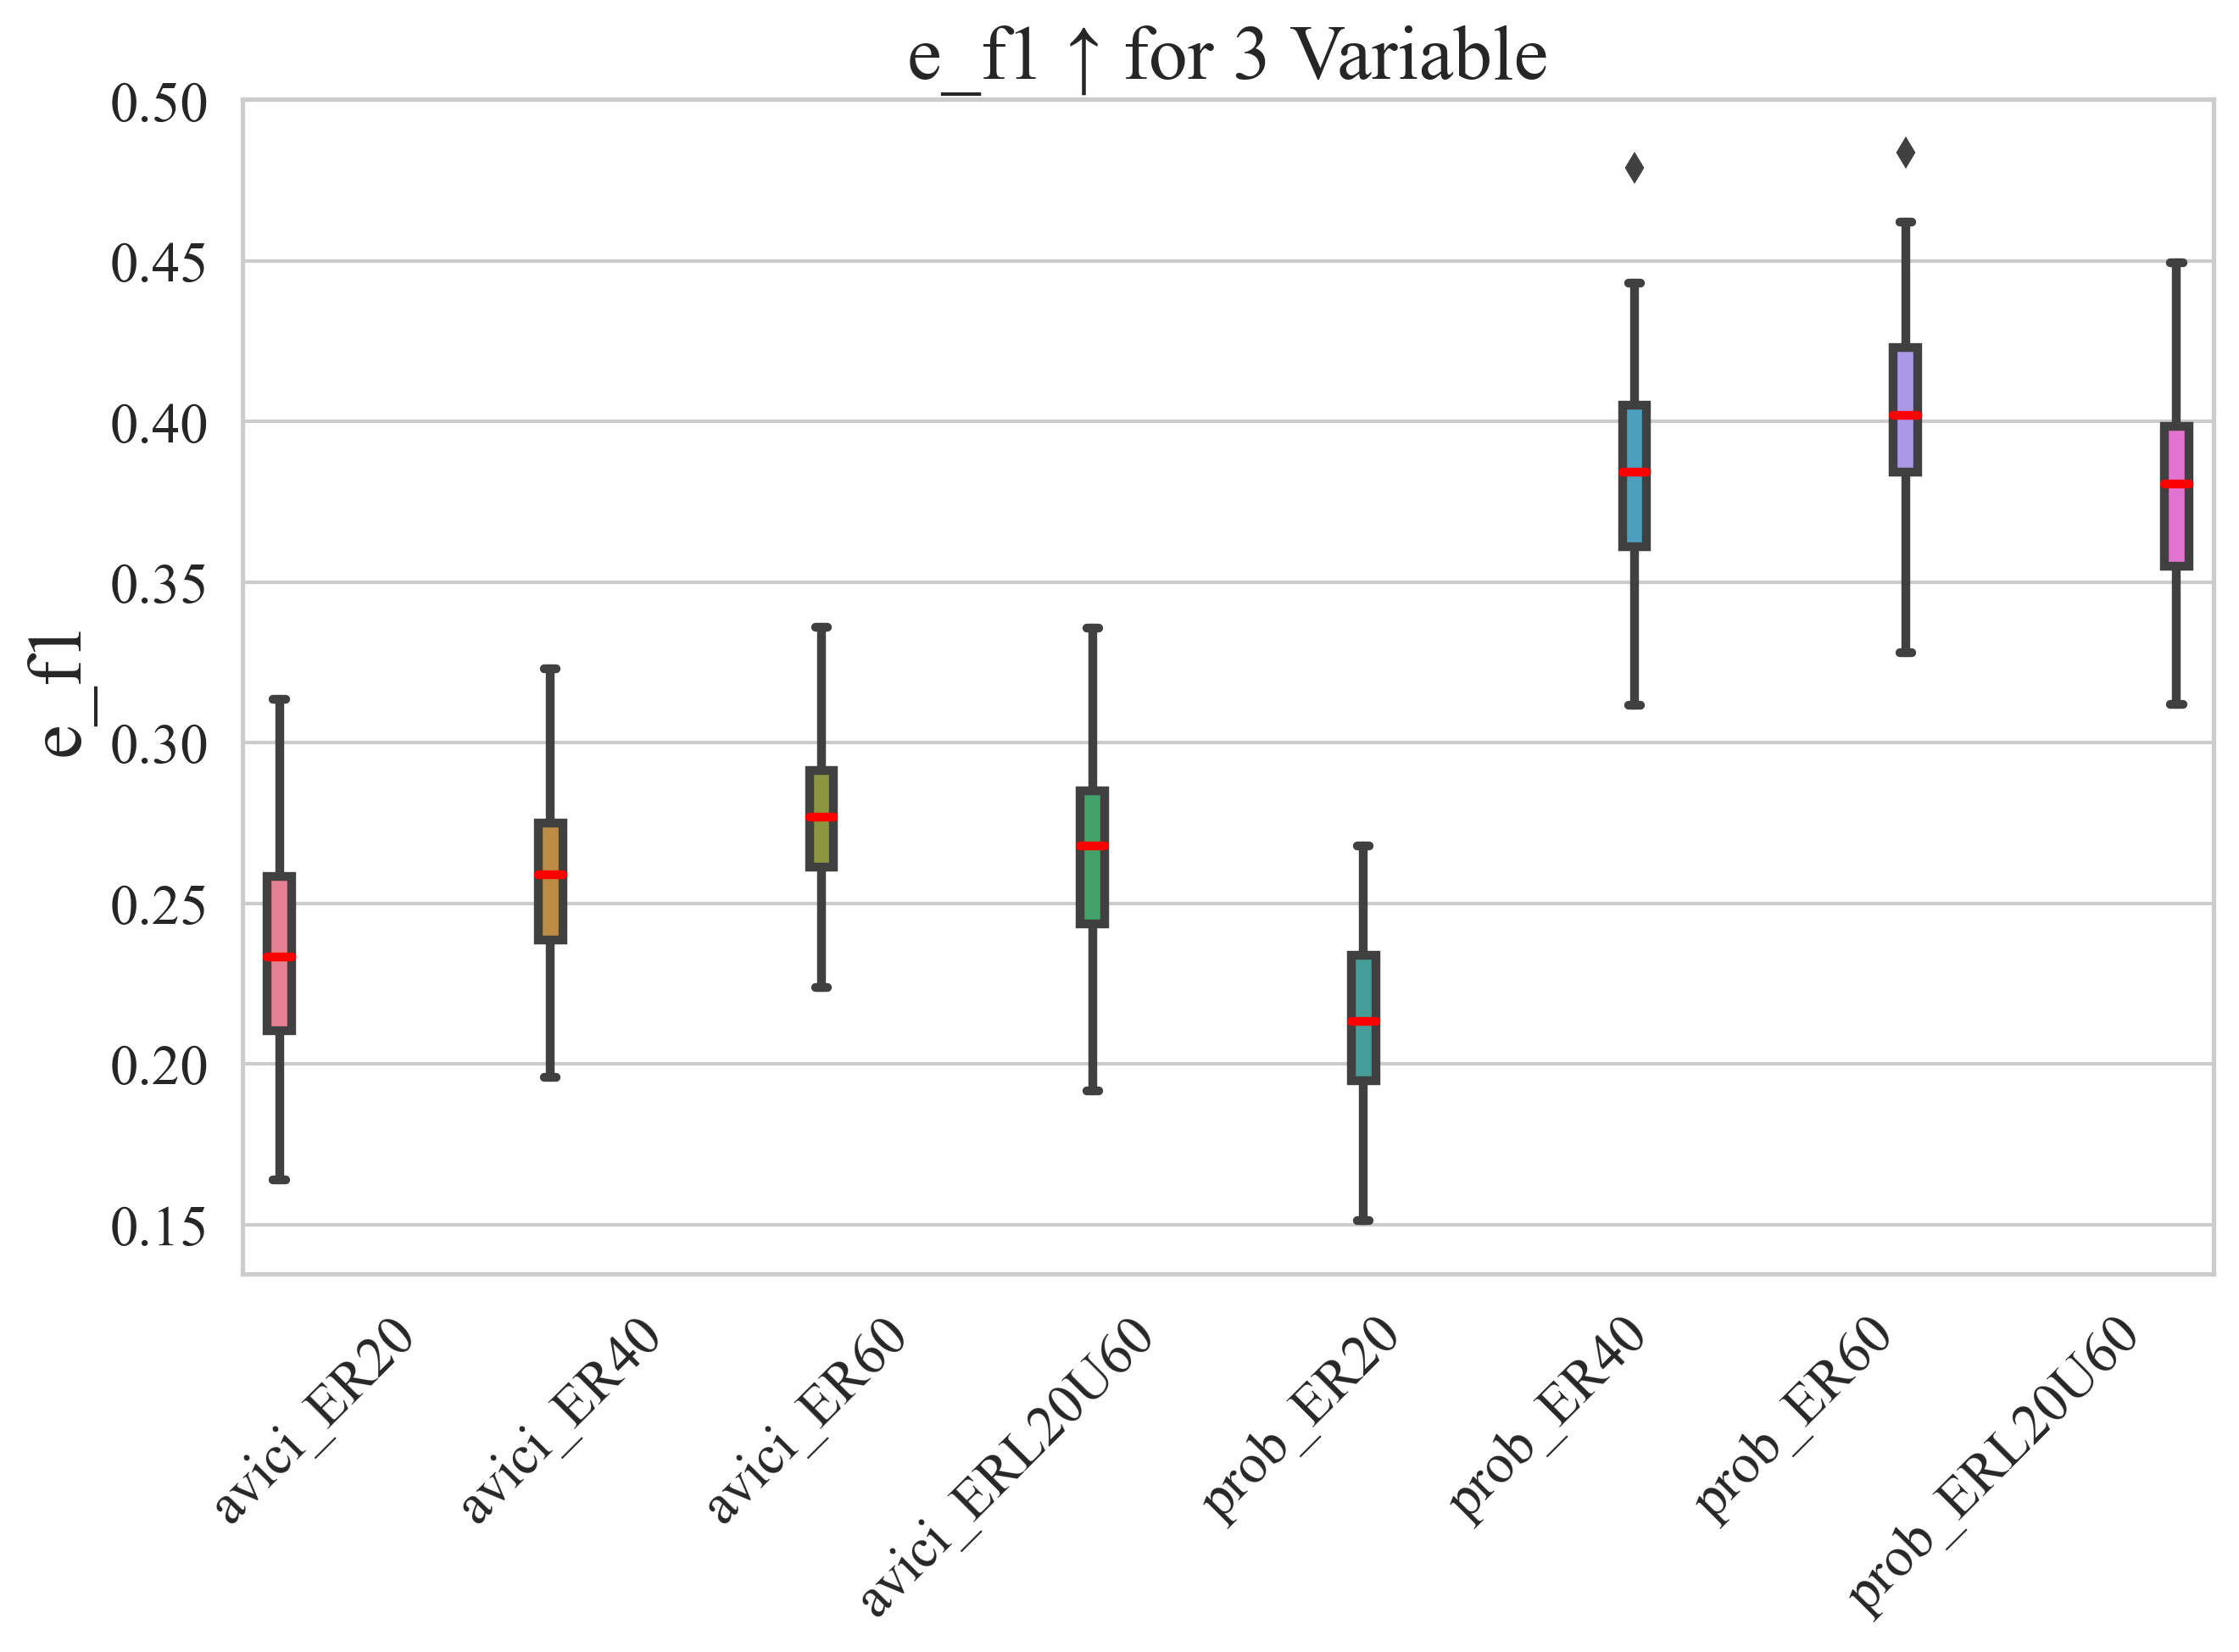 e_f1 ↑ for 3 Variable
e_f1
0.50
0.45
0.40
0.35
0.30
0.25
0.20
0.15
avici_ER20
avici_ER40
avici_ER60
avici_ERL20U60
prob_ER20
prob_ER40
prob_ER60
prob_ERL20U60